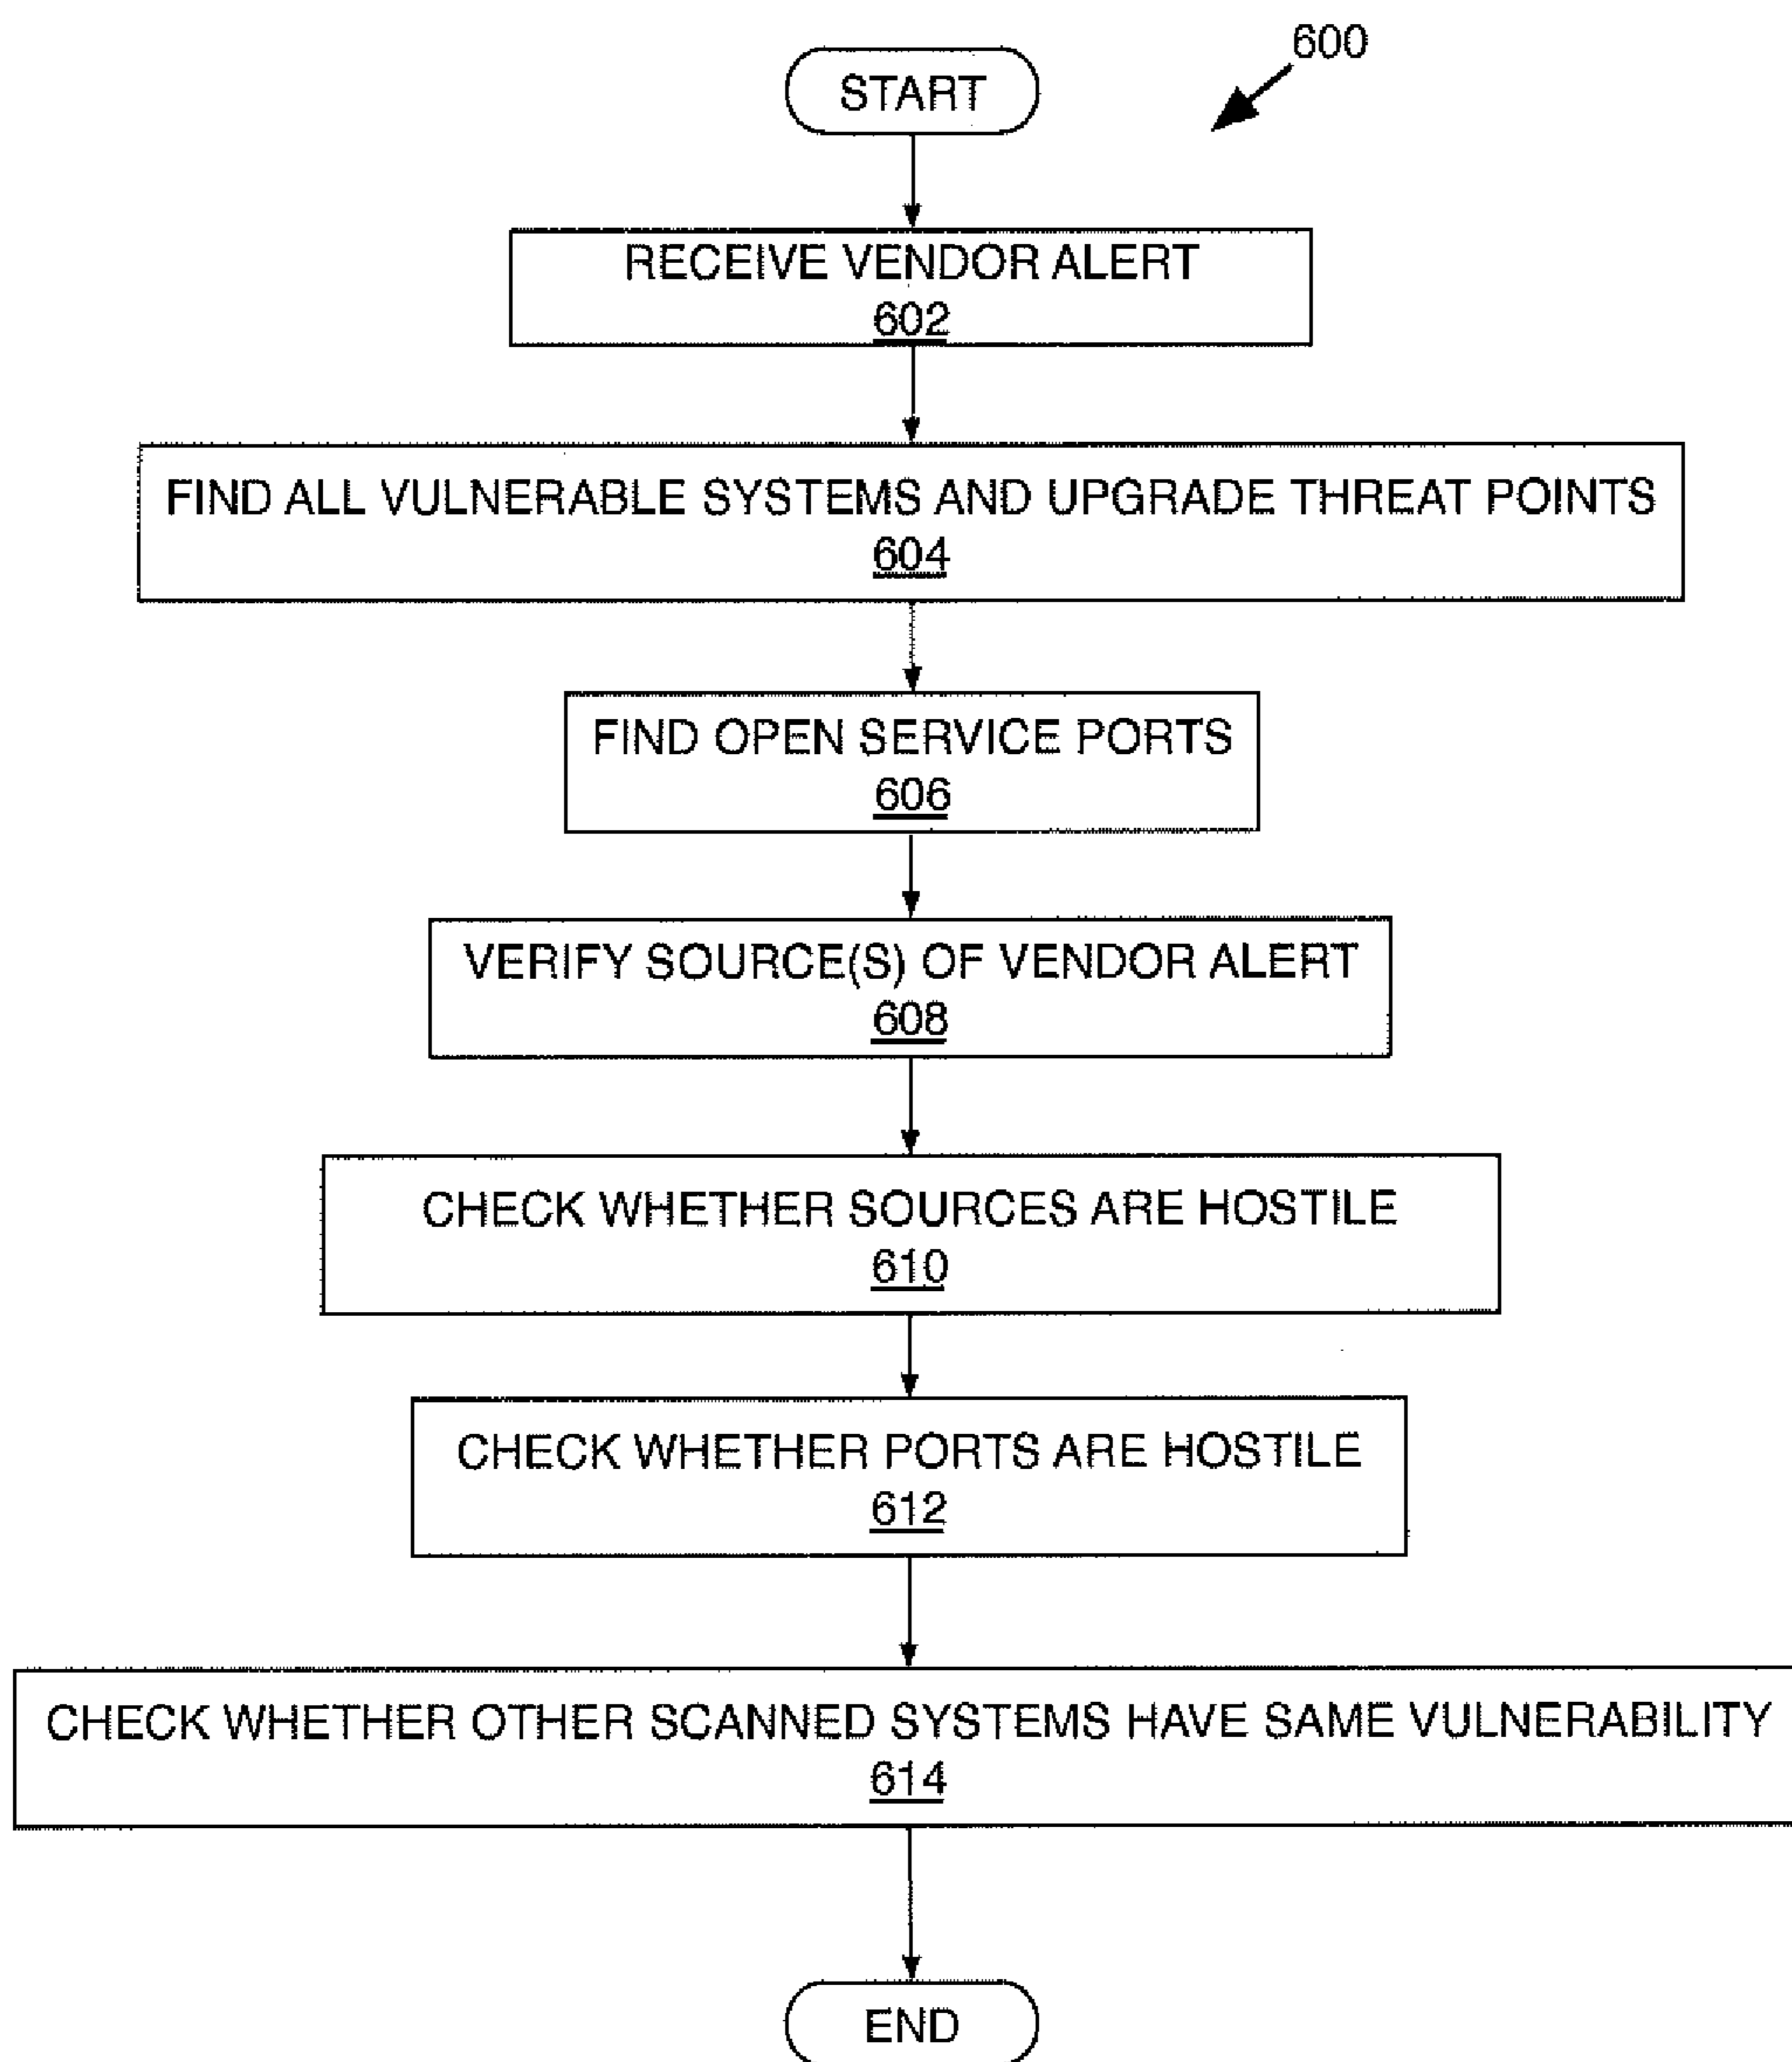 600
START
RECEIVE VENDOR ALERT
602
FIND ALL VULNERABLE SYSTEMS AND UPGRADE THREAT POINTS
604
FIND OPEN SERVICE PORTS
606
VERIFY SOURCE(S) OF VENDOR ALERT
608
CHECK WHETHER SOURCES ARE HOSTILE
610
CHECK WHETHER PORTS ARE HOSTILE
612
CHECK WHETHER OTHER SCANNED SYSTEMS HAVE SAME VULNERABILITY
614
END